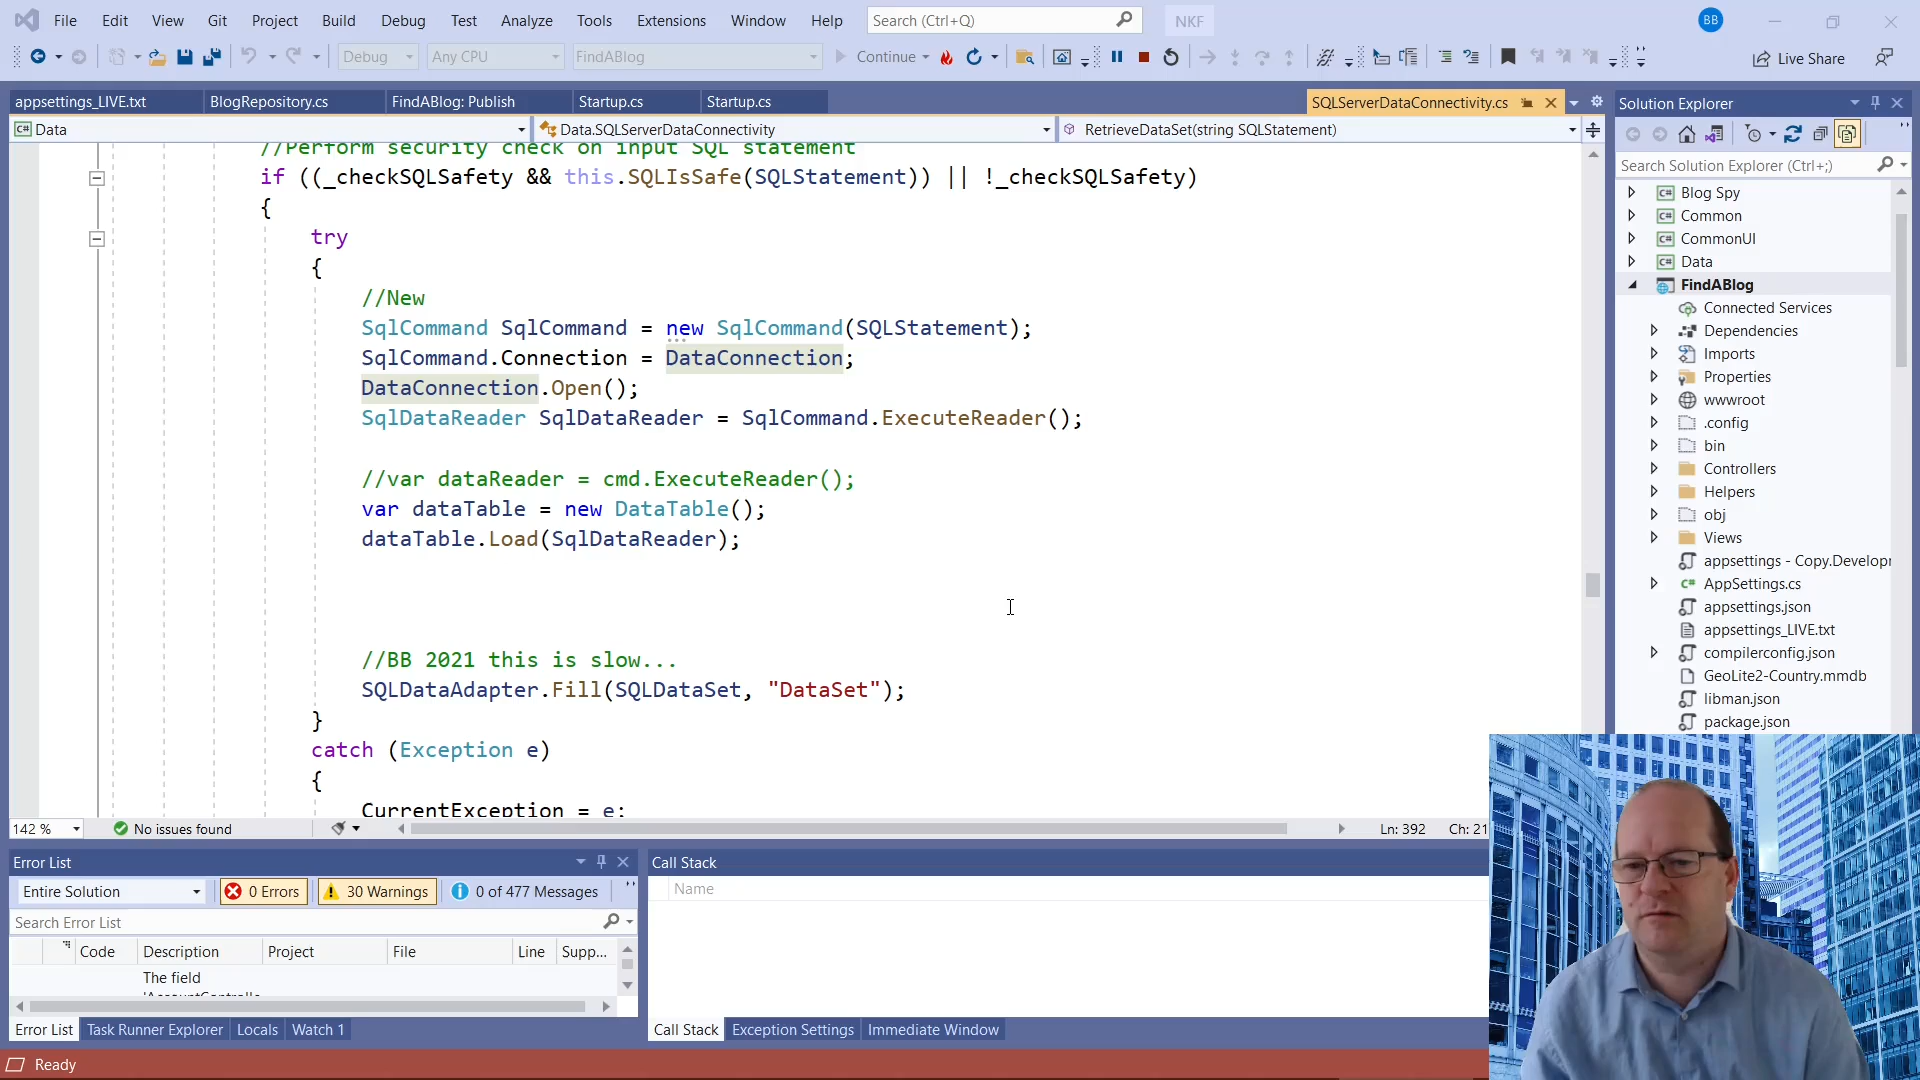 File Edit View Git Project Build Debug Test Analyze Tools Extensions Window Help Search (Ctrl+Q) NKF BB
Debug Any CPU FindABlog Continue Live Share
appsettings_LIVE.txt BlogRepository.cs FindABlog: Publish Startup.cs Startup.cs SQLServerDataConnectivity.cs
C# Data Data.SQLServerDataConnectivity RetrieveDataSet(string SQLStatement)
//Perform security check on input SQL statement
if ((_checkSQLSafety && this.SQLIsSafe(SQLStatement)) || !_checkSQLSafety)
{
try
{
//New
SqlCommand SqlCommand = new SqlCommand(SQLStatement);
SqlCommand.Connection = DataConnection;
DataConnection.Open();
SqlDataReader SqlDataReader = SqlCommand.ExecuteReader();
//var dataReader = cmd.ExecuteReader();
var dataTable = new DataTable();
dataTable.Load(SqlDataReader);
//BB 2021 this is slow...
SQLDataAdapter.Fill(SQLDataSet, "DataSet");
}
catch (Exception e)
{
CurrentException = e;
142 % No issues found Ln: 392 Ch: 21
Solution Explorer
Search Solution Explorer (Ctrl+;)
C# Blog Spy
C# Common
C# CommonUI
C# Data
FindABlog
Connected Services
Dependencies
Imports
Properties
wwwroot
.config
bin
Controllers
Helpers
obj
Views
appsettings - Copy.Developr
C# AppSettings.cs
appsettings.json
appsettings_LIVE.txt
compilerconfig.json
GeoLite2-Country.mmdb
libman.json
package.json
Error List
Entire Solution 0 Errors 30 Warnings 0 of 477 Messages
Search Error List
Code Description Project File Line Supp...
The field
Error List Task Runner Explorer Locals Watch 1
Call Stack
Name
Call Stack Exception Settings Immediate Window
Ready